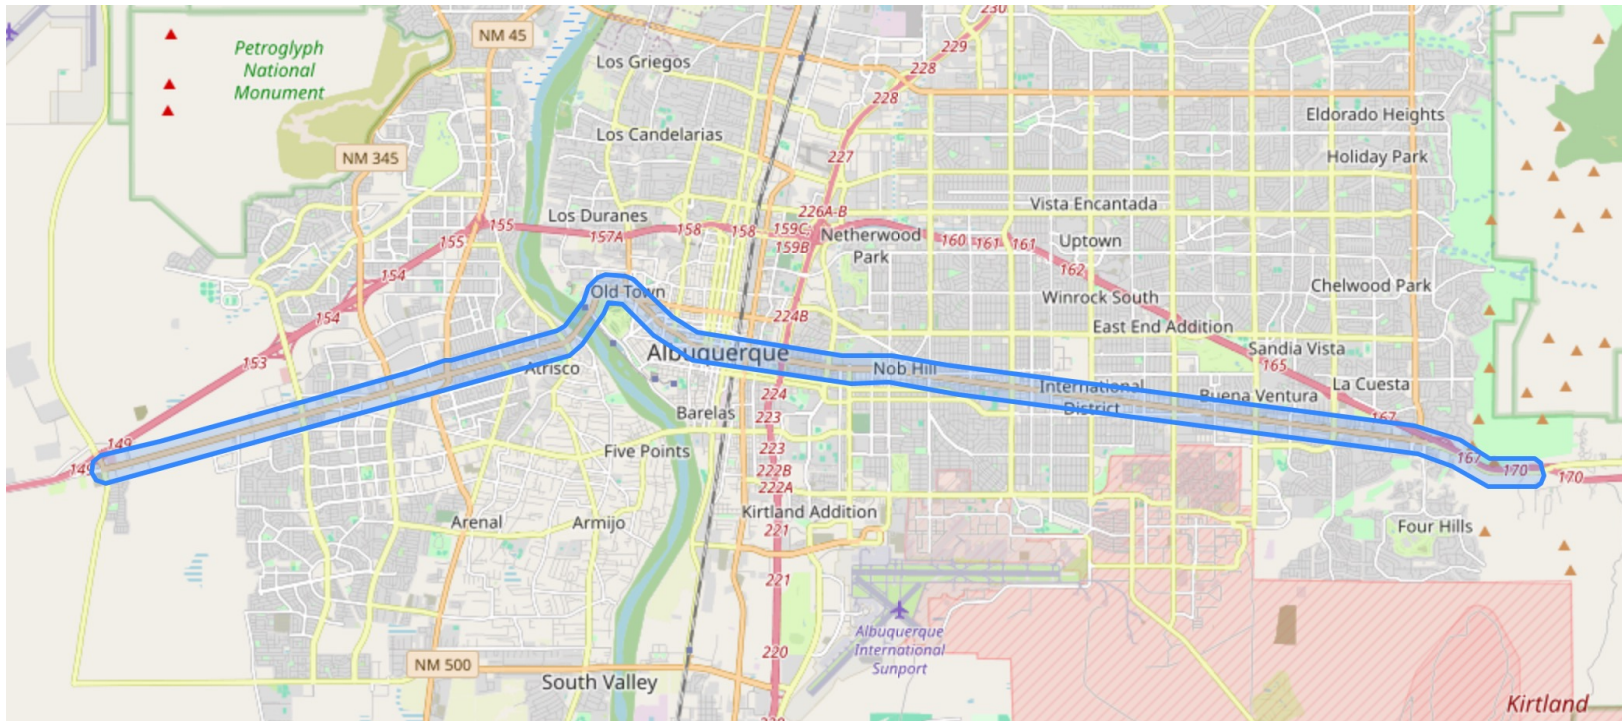 230
NM 45
229
Petroglyph
National
Monument
Los Griegos
228
228
Eldorado Heights
Los Candelarias
NM 345
227
Holiday Park
Vista Encantada
226A-B
Los Duranes
155
157A
158
158
159C
159B
Netherwood
Park
160
161
161
Uptown
155
162
154
Old Town
Winrock South
Chelwood Park
154
224B
East End Addition
153
Albuquerque
Sandia Vista
165
Atrisco
Nob Hill
La Cuesta
International
District
Buena Ventura
224
Barelas
223
167
149
223
Five Points
167
149
222B
170
170
222A
Kirtland Addition
Arenal
Armijo
221
Four Hills
221
Albuquerque
International
Sunport
220
NM 500
South Valley
Kirtland